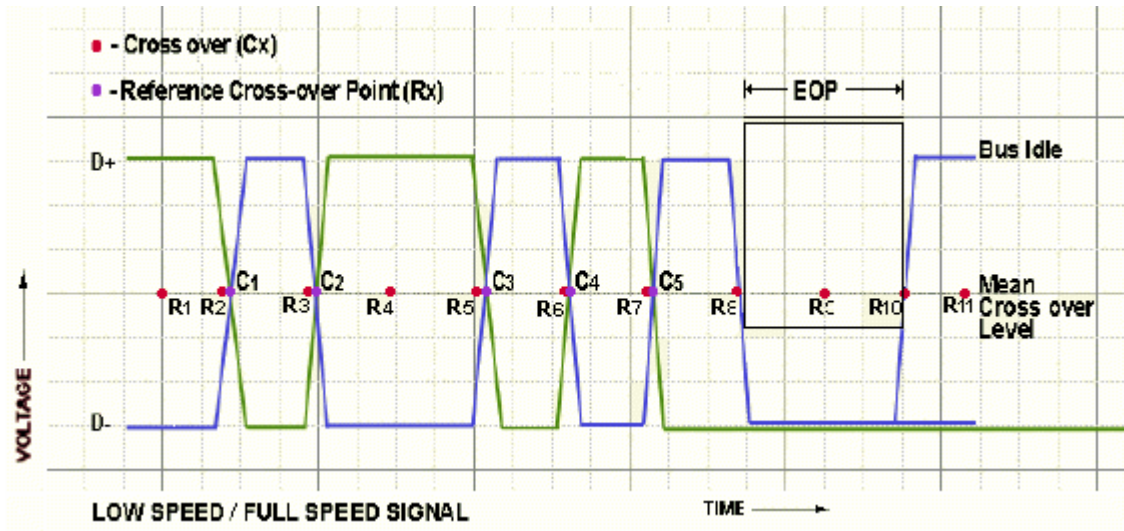 - Cross over (Cx)
- Reference Cross-over Point (Rx)
EOP
D+
Bus Idle
C1
C2
C3
C4
C5
R1
R2
R3
R4
R5
R6
R7
R8
R10
R11
Mean
Cross over
Level
VOLTAGE
D-
LOW SPEED / FULL SPEED SIGNAL
TIME